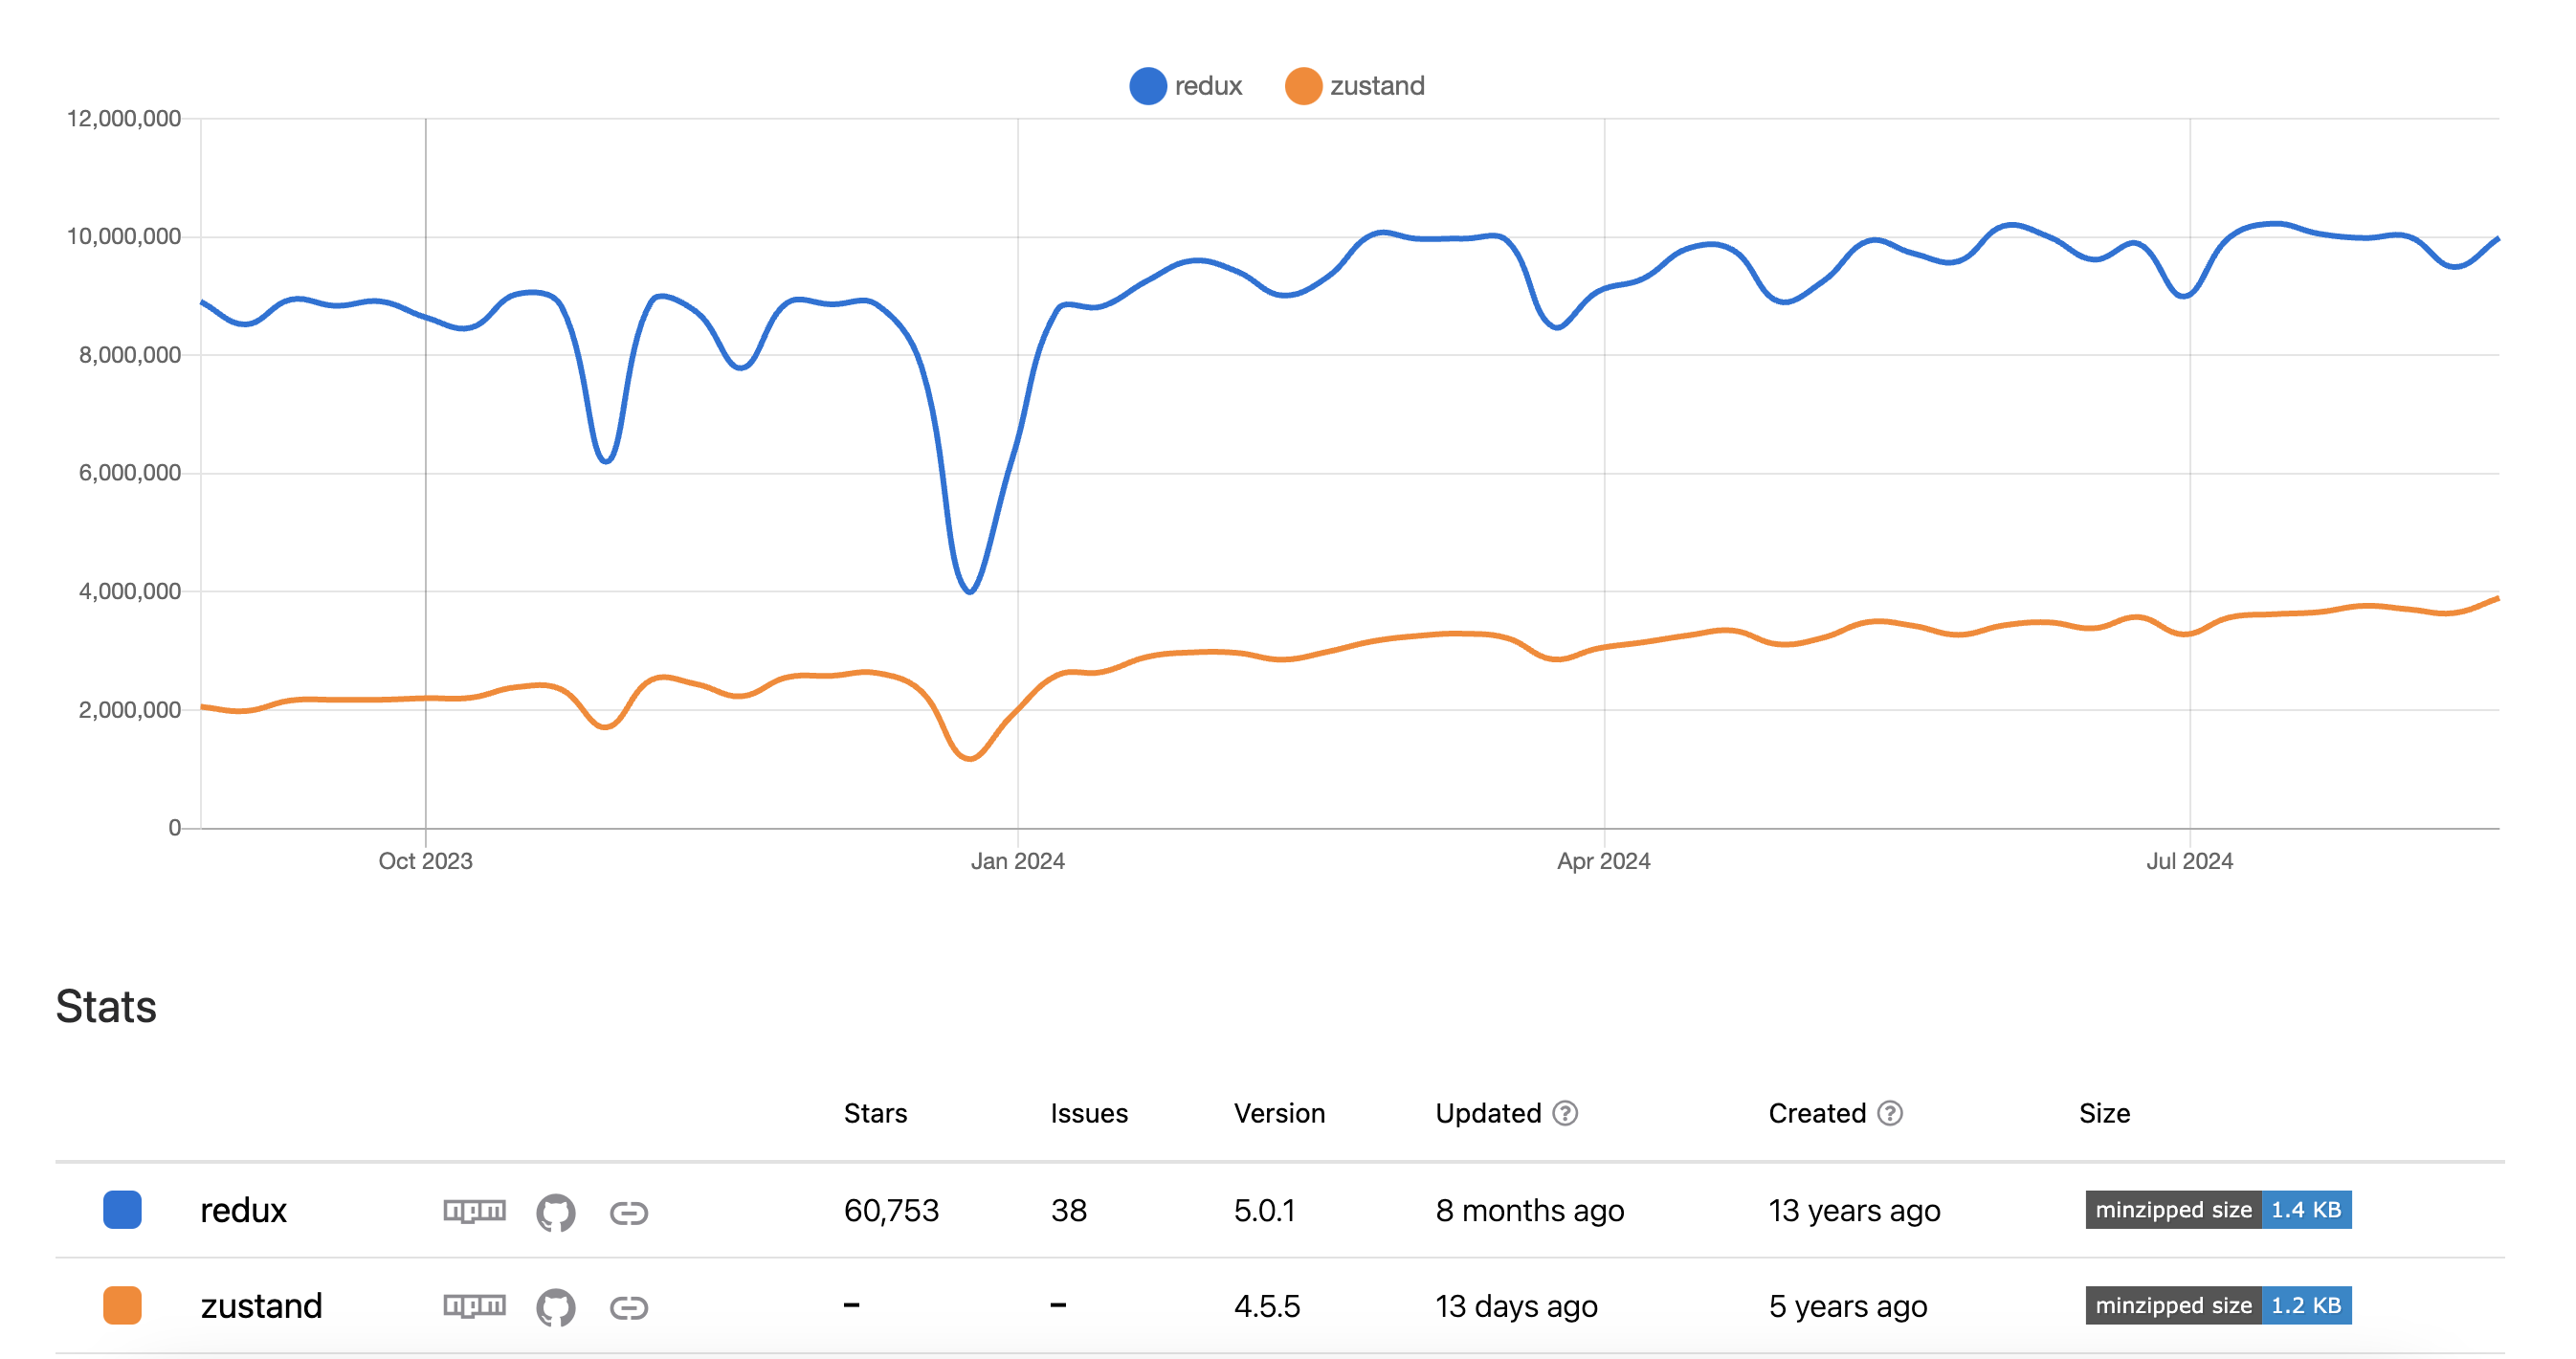 redux zustand
12,000,000
10,000,000
8,000,000
6,000,000
4,000,000
2,000,000
0
Oct 2023 Jan 2024 Apr 2024 Jul 2024
Stats
Stars Issues Version Updated ? Created ? Size
redux npm 60,753 38 5.0.1 8 months ago 13 years ago minzipped size 1.4 KB
zustand npm – – 4.5.5 13 days ago 5 years ago minzipped size 1.2 KB